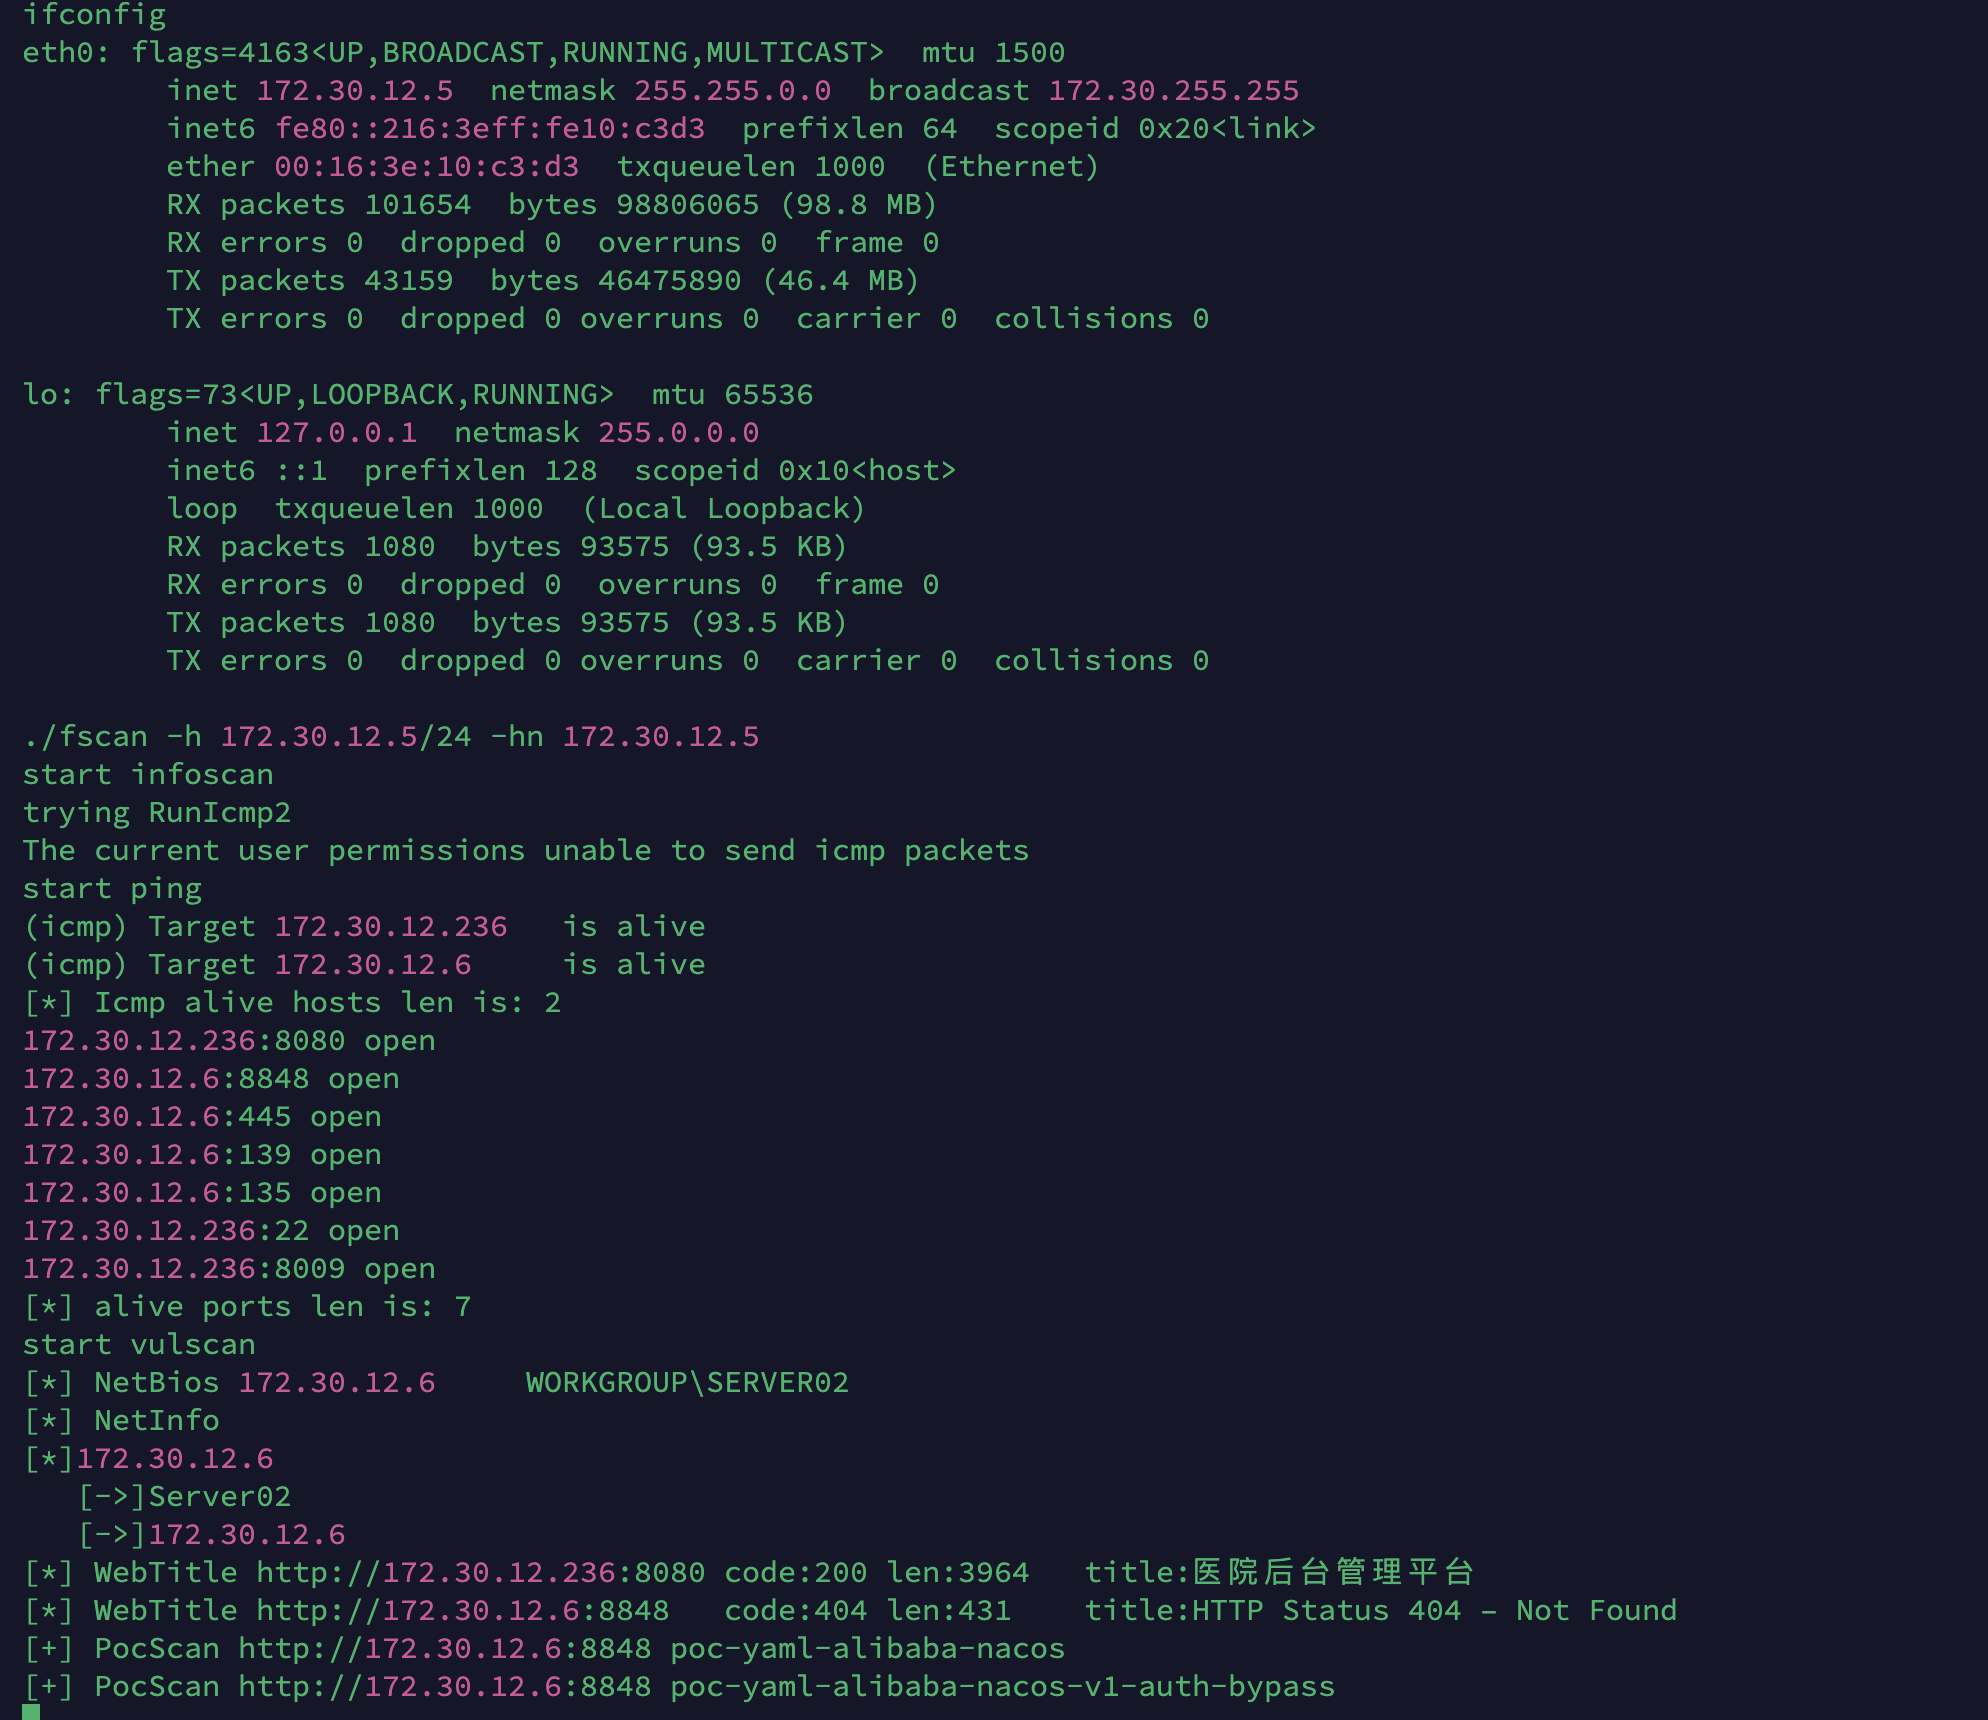 ifconfig
eth0: flags=4163<UP,BROADCAST,RUNNING,MULTICAST>  mtu 1500
        inet 172.30.12.5  netmask 255.255.0.0  broadcast 172.30.255.255
        inet6 fe80::216:3eff:fe10:c3d3  prefixlen 64  scopeid 0x20<link>
        ether 00:16:3e:10:c3:d3  txqueuelen 1000  (Ethernet)
        RX packets 101654  bytes 98806065 (98.8 MB)
        RX errors 0  dropped 0  overruns 0  frame 0
        TX packets 43159  bytes 46475890 (46.4 MB)
        TX errors 0  dropped 0 overruns 0  carrier 0  collisions 0

lo: flags=73<UP,LOOPBACK,RUNNING>  mtu 65536
        inet 127.0.0.1  netmask 255.0.0.0
        inet6 ::1  prefixlen 128  scopeid 0x10<host>
        loop  txqueuelen 1000  (Local Loopback)
        RX packets 1080  bytes 93575 (93.5 KB)
        RX errors 0  dropped 0  overruns 0  frame 0
        TX packets 1080  bytes 93575 (93.5 KB)
        TX errors 0  dropped 0 overruns 0  carrier 0  collisions 0

./fscan -h 172.30.12.5/24 -hn 172.30.12.5
start infoscan
trying RunIcmp2
The current user permissions unable to send icmp packets
start ping
(icmp) Target 172.30.12.236   is alive
(icmp) Target 172.30.12.6     is alive
[*] Icmp alive hosts len is: 2
172.30.12.236:8080 open
172.30.12.6:8848 open
172.30.12.6:445 open
172.30.12.6:139 open
172.30.12.6:135 open
172.30.12.236:22 open
172.30.12.236:8009 open
[*] alive ports len is: 7
start vulscan
[*] NetBios 172.30.12.6     WORKGROUP\SERVER02
[*] NetInfo
[*]172.30.12.6
   [->]Server02
   [->]172.30.12.6
[*] WebTitle http://172.30.12.236:8080 code:200 len:3964   title:医院后台管理平台
[*] WebTitle http://172.30.12.6:8848   code:404 len:431    title:HTTP Status 404 – Not Found
[+] PocScan http://172.30.12.6:8848 poc-yaml-alibaba-nacos
[+] PocScan http://172.30.12.6:8848 poc-yaml-alibaba-nacos-v1-auth-bypass